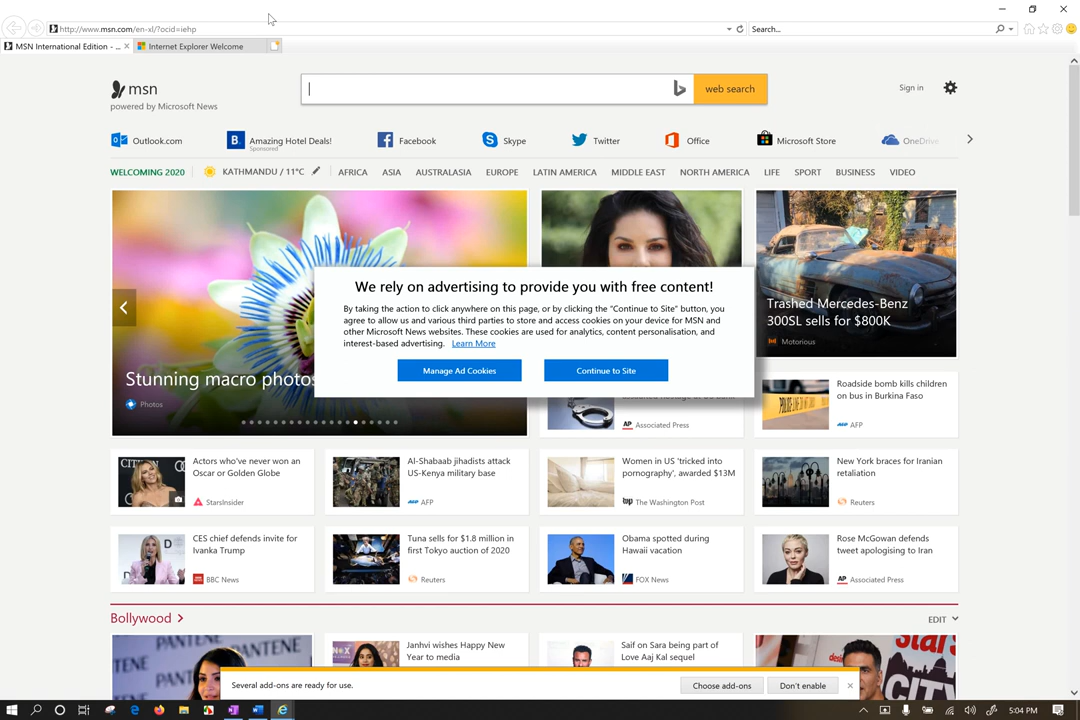 http://www.msn.com/en-xl/?ocid=iehp
Search...
MSN International Edition - ...
Internet Explorer Welcome
msn
powered by Microsoft News
web search
Sign in
Outlook.com
Amazing Hotel Deals!
Sponsored
Facebook
Skype
Twitter
Office
Microsoft Store
OneDrive
WELCOMING 2020
KATHMANDU / 11°C
AFRICA
ASIA
AUSTRALASIA
EUROPE
LATIN AMERICA
MIDDLE EAST
NORTH AMERICA
LIFE
SPORT
BUSINESS
VIDEO
We rely on advertising to provide you with free content!
By taking the action to click anywhere on this page, or by clicking the “Continue to Site” button, you
agree to allow us and various third parties to store and access cookies on your device for MSN and
other Microsoft News websites. These cookies are used for analytics, content personalisation, and
interest-based advertising. Learn More
Manage Ad Cookies
Continue to Site
Stunning macro photos
Photos
Trashed Mercedes-Benz
300SL sells for $800K
Motorious
AP Associated Press
Roadside bomb kills children
on bus in Burkina Faso
AFP AFP
Actors who've never won an
Oscar or Golden Globe
StarsInsider
Al-Shabaab jihadists attack
US-Kenya military base
AFP AFP
Women in US 'tricked into
pornography', awarded $13M
wp The Washington Post
New York braces for Iranian
retaliation
Reuters
CES chief defends invite for
Ivanka Trump
BBC News
Tuna sells for $1.8 million in
first Tokyo auction of 2020
Reuters
Obama spotted during
Hawaii vacation
FOX News
Rose McGowan defends
tweet apologising to Iran
AP Associated Press
Bollywood
EDIT
PANTENE
Janhvi wishes Happy New
Year to media
Saif on Sara being part of
Love Aaj Kal sequel
Several add-ons are ready for use.
Choose add-ons
Don't enable
5:04 PM